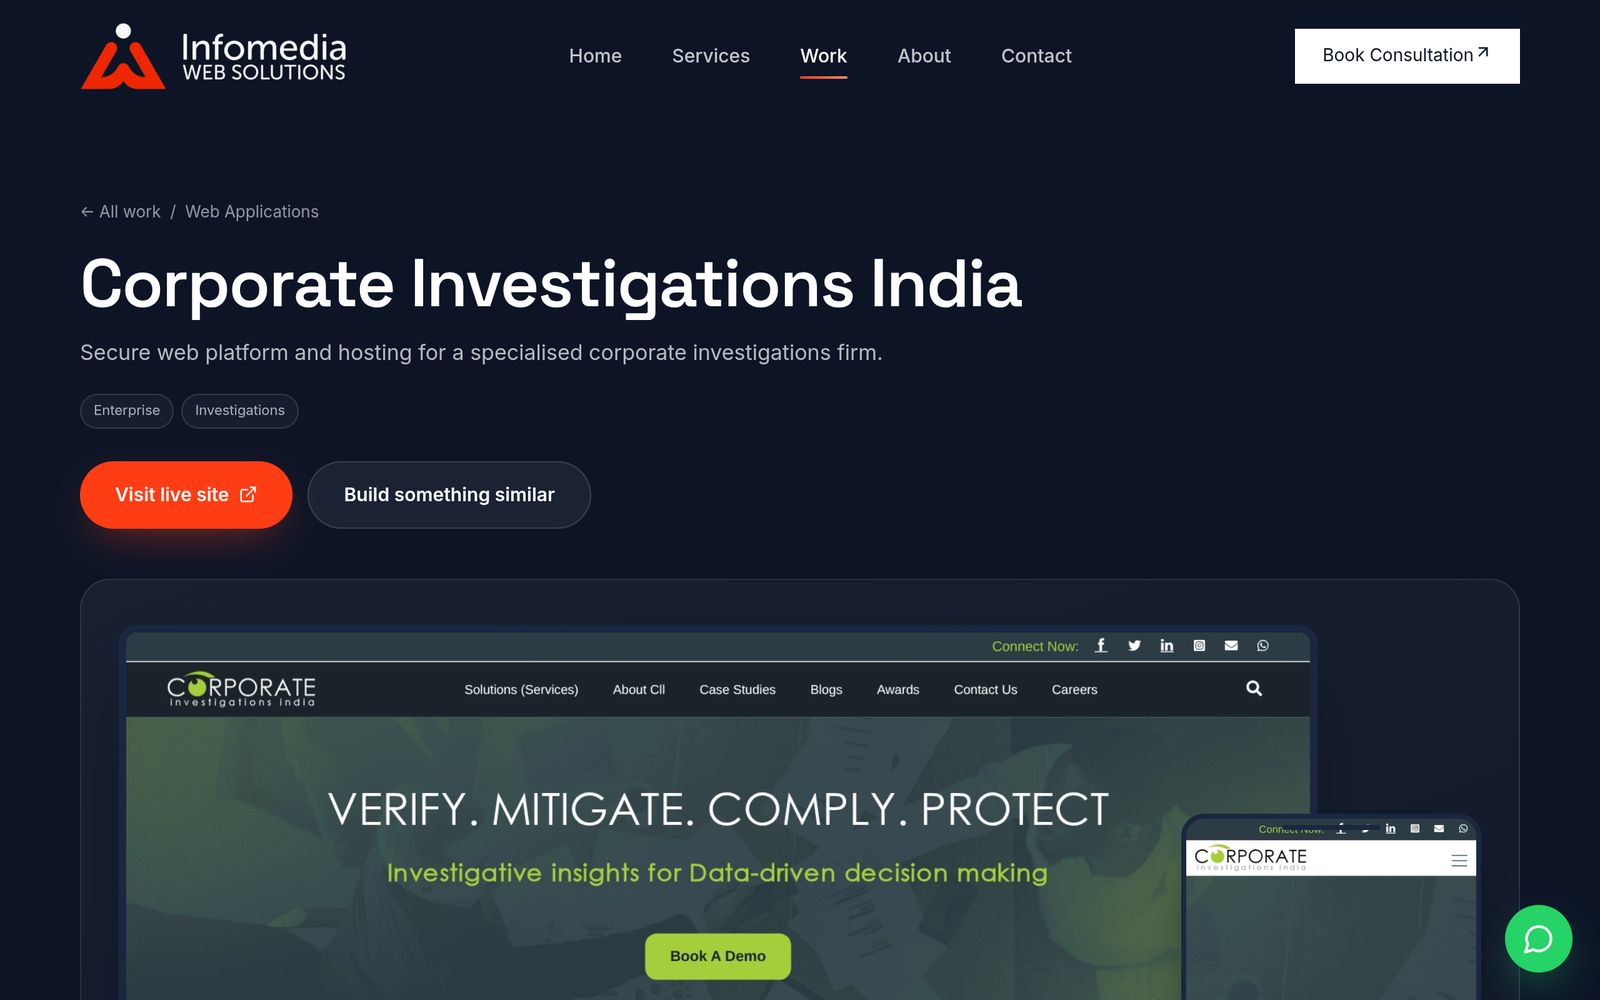 Infomedia
WEB SOLUTIONS
Home Services Work About Contact
Book Consultation
← All work / Web Applications
Corporate Investigations India
Secure web platform and hosting for a specialised corporate investigations firm.
Enterprise Investigations
Visit live site
Build something similar
Connect Now:
CORPORATE
investigations india
Solutions (Services) About CII Case Studies Blogs Awards Contact Us Careers
VERIFY. MITIGATE. COMPLY. PROTECT
Investigative insights for Data-driven decision making
Book A Demo
Connect Now:
CORPORATE
investigations india